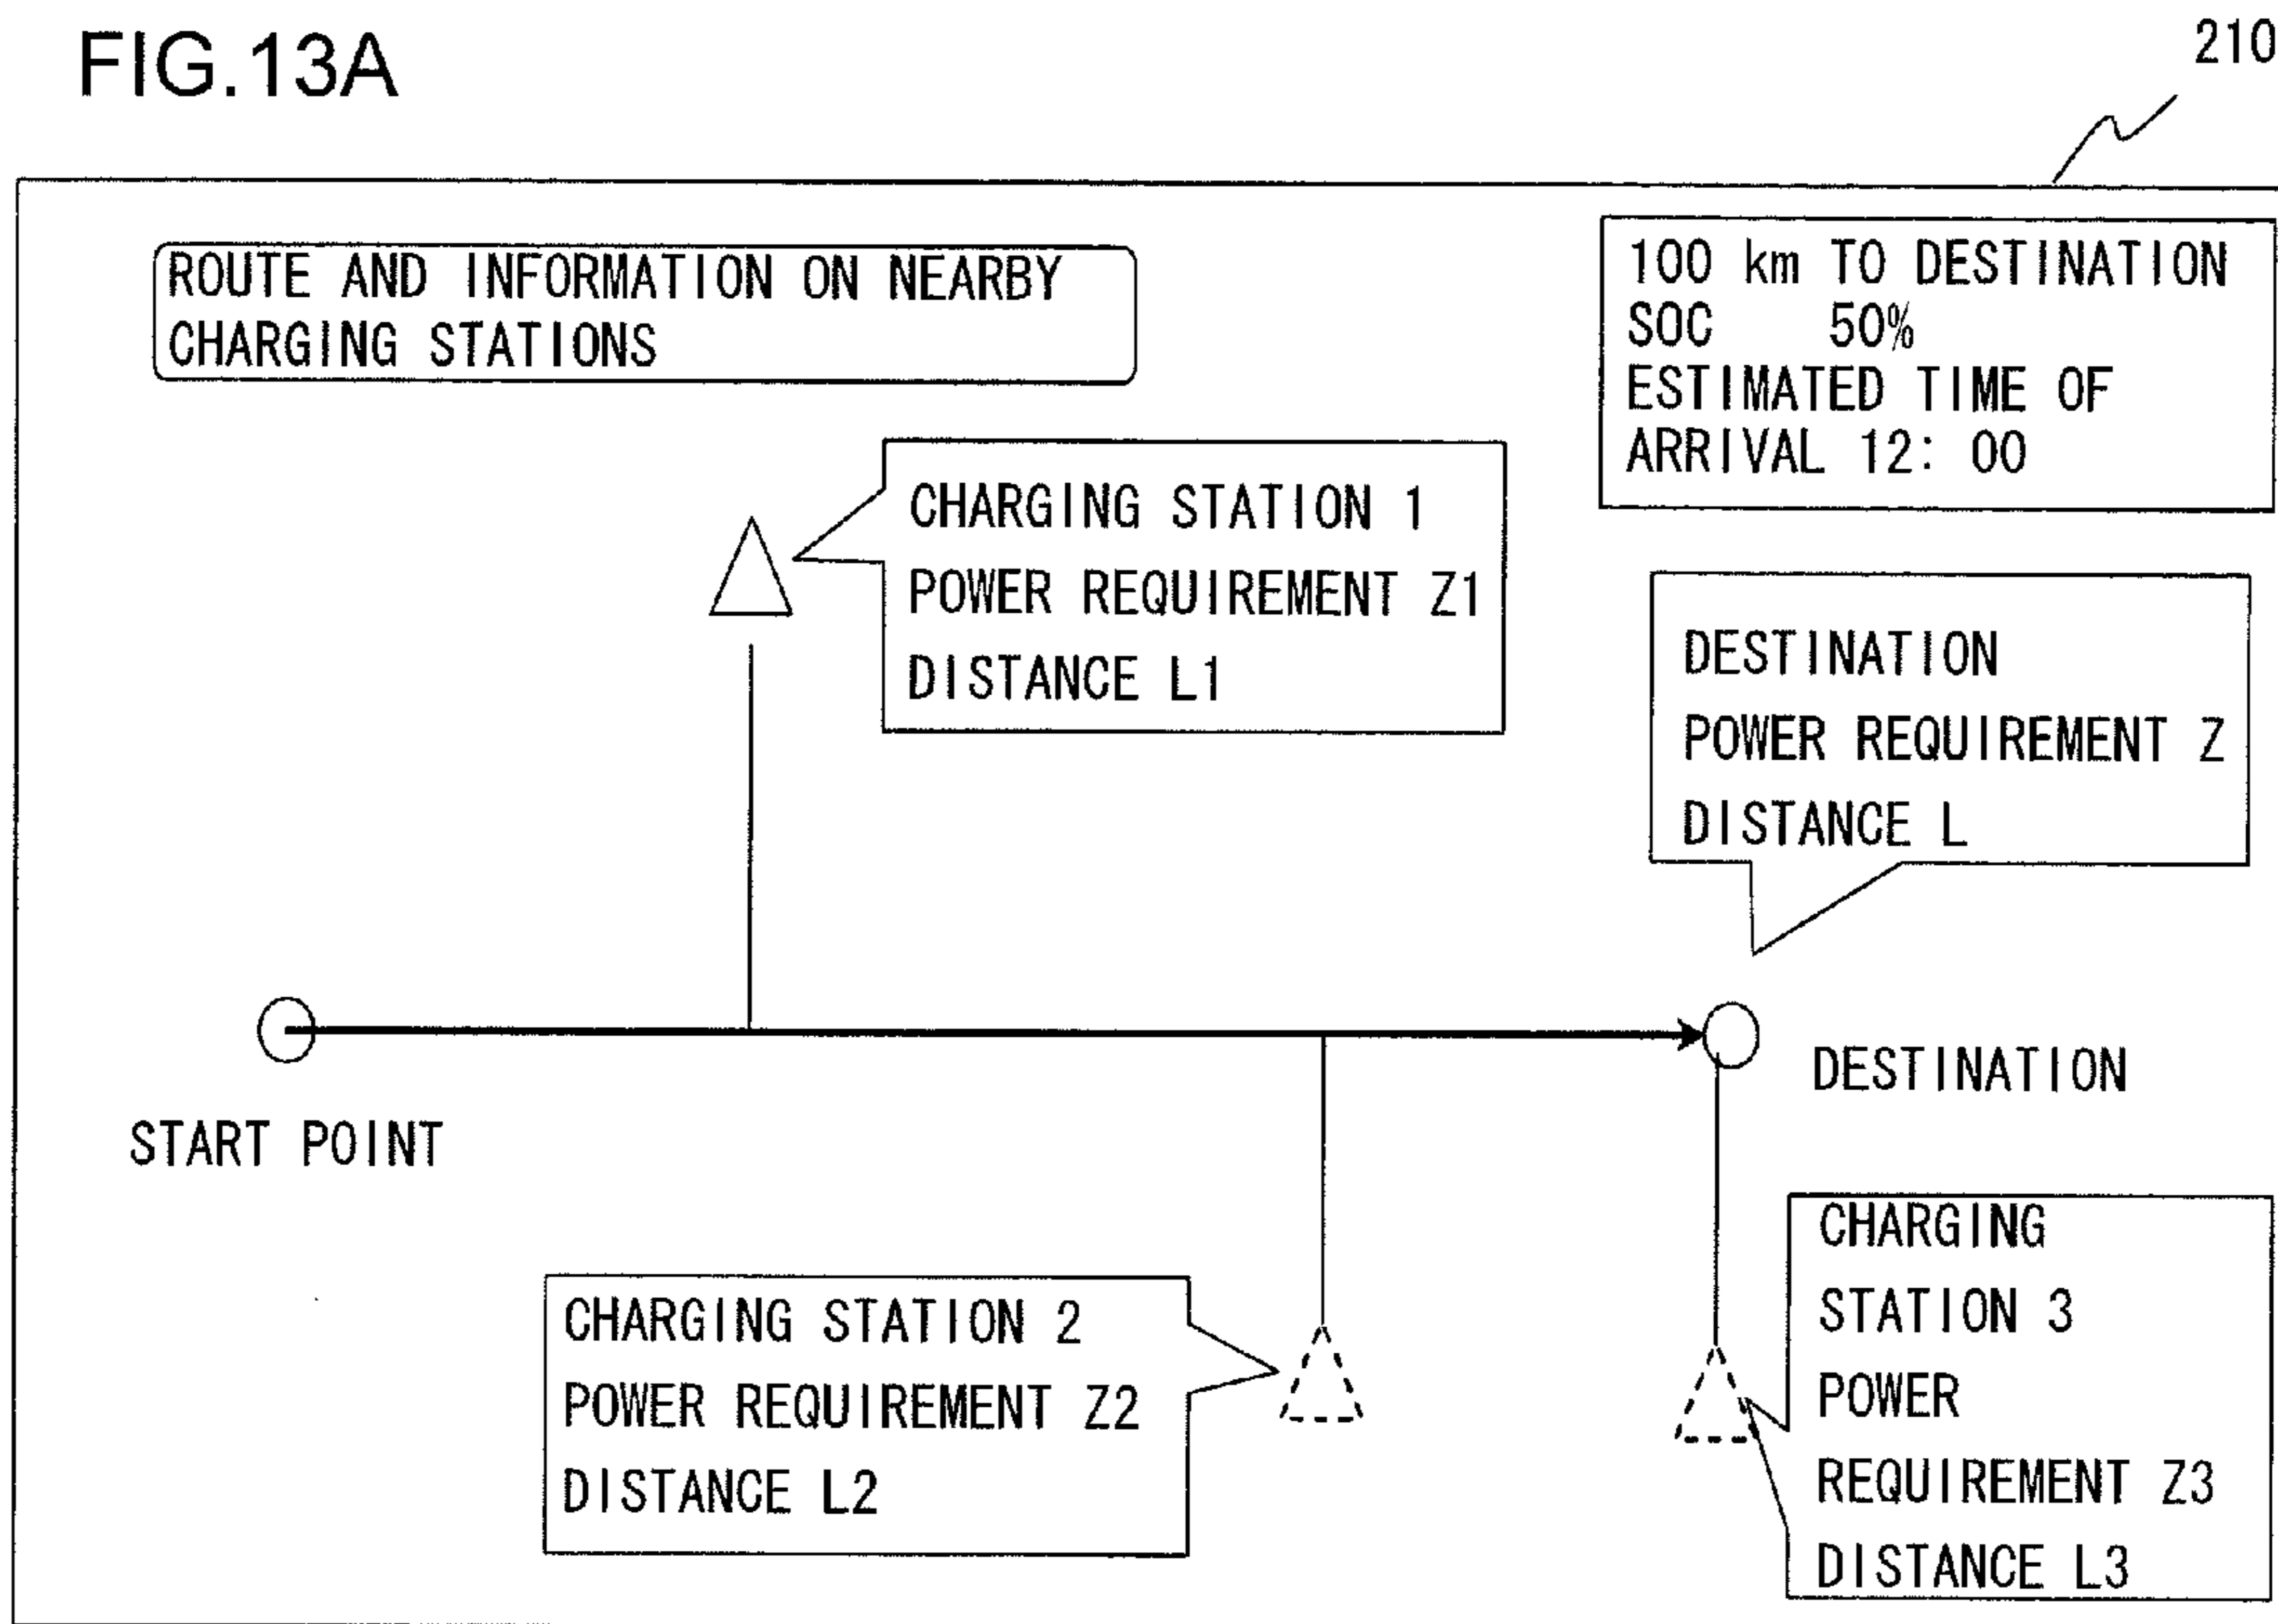 FIG.13A
210
ROUTE AND INFORMATION ON NEARBY
CHARGING STATIONS
100 km TO DESTINATION
SOC 50%
ESTIMATED TIME OF
ARRIVAL 12: 00
CHARGING STATION 1
POWER REQUIREMENT Z1
DISTANCE L1
DESTINATION
POWER REQUIREMENT Z
DISTANCE L
START POINT
DESTINATION
CHARGING STATION 2
POWER REQUIREMENT Z2
DISTANCE L2
CHARGING
STATION 3
POWER
REQUIREMENT Z3
DISTANCE L3